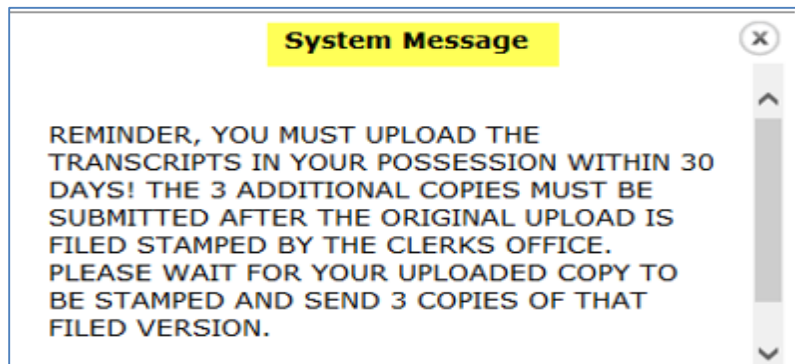 System Message
REMINDER, YOU MUST UPLOAD THE
TRANSCRIPTS IN YOUR POSSESSION WITHIN 30
DAYS! THE 3 ADDITIONAL COPIES MUST BE
SUBMITTED AFTER THE ORIGINAL UPLOAD IS
FILED STAMPED BY THE CLERKS OFFICE.
PLEASE WAIT FOR YOUR UPLOADED COPY TO
BE STAMPED AND SEND 3 COPIES OF THAT
FILED VERSION.